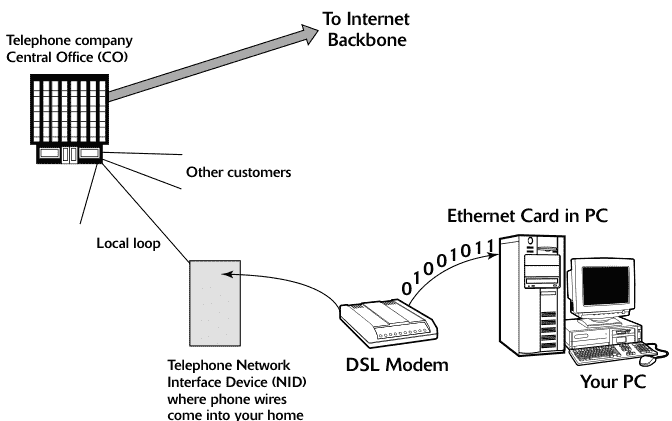 To Internet
Backbone
Telephone company
Central Office (CO)
Other customers
Local loop
Ethernet Card in PC
01001011
DSL Modem
Your PC
Telephone Network
Interface Device (NID)
where phone wires
come into your home